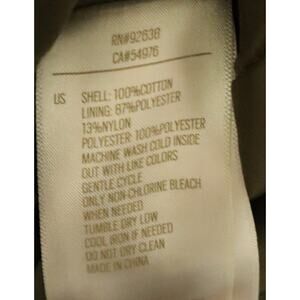 RN#92638
CA#54976
US SHELL: 100%COTTON
LINING: 87%POLYESTER
13%NYLON
POLYESTER: 100%POLYESTER
MACHINE WASH COLD INSIDE
OUT WITH LIKE COLORS
GENTLE CYCLE
ONLY NON-CHLORINE BLEACH
WHEN NEEDED
TUMBLE DRY LOW
COOL IRON IF NEEDED
DO NOT DRY CLEAN
MADE IN CHINA